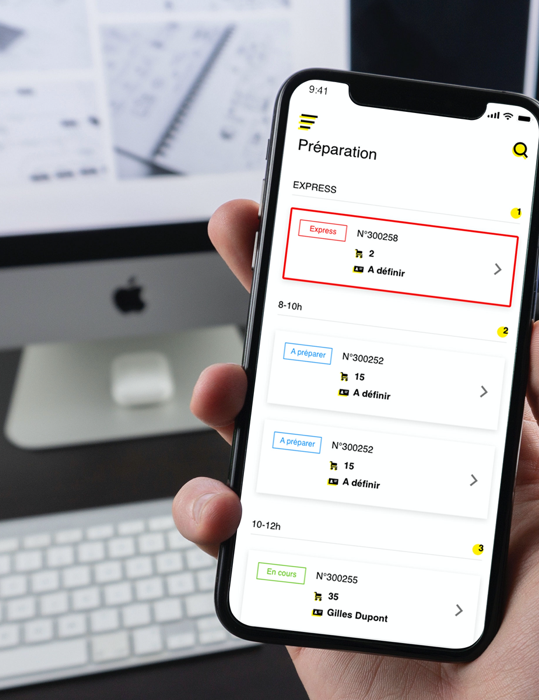 9:41
Préparation
EXPRESS
1
Express
N°300258
2
A définir
8-10h
2
A préparer
N°300252
15
A définir
A préparer
N°300252
15
A définir
10-12h
3
En cours
N°300255
35
Gilles Dupont